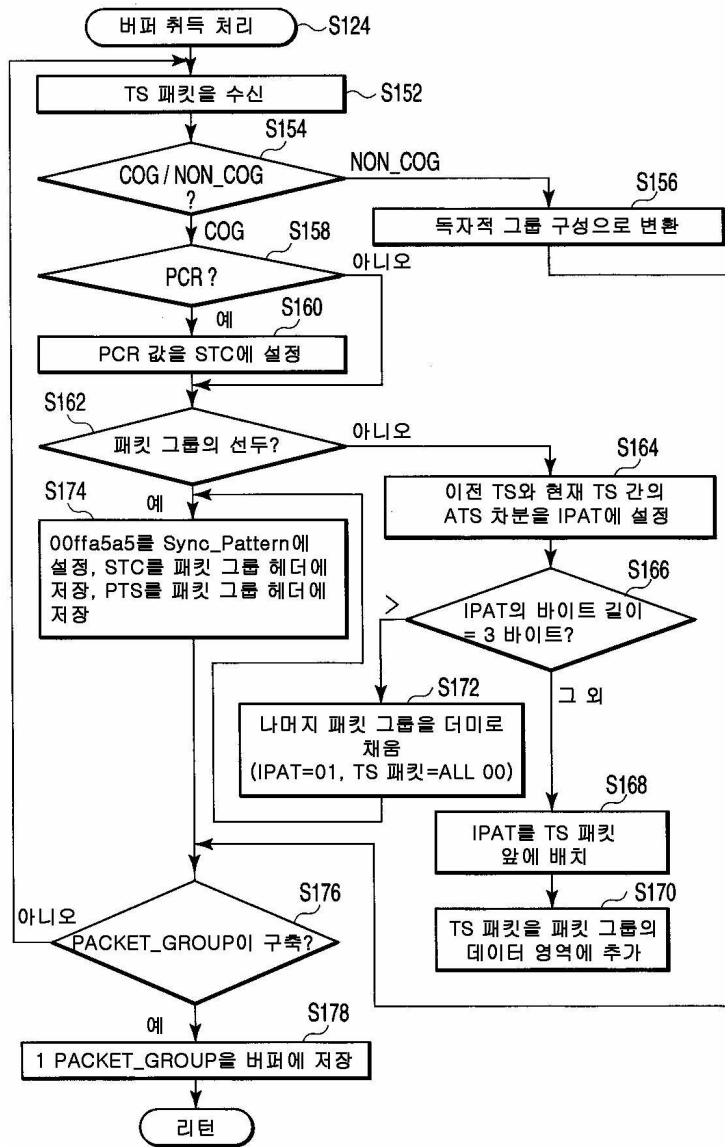 버퍼 취득 처리
S124
TS 패킷을 수신
S152
S154
COG / NON_COG
?
NON_COG
S156
독자적 그룹 구성으로 변환
COG
S158
PCR ?
아니오
예
S160
PCR 값을 STC에 설정
S162
패킷 그룹의 선두?
아니오
S164
이전 TS와 현재 TS 간의
ATS 차분을 IPAT에 설정
S174
예
00ffa5a5를 Sync_Pattern에
설정, STC를 패킷 그룹 헤더에
저장, PTS를 패킷 그룹 헤더에
저장
S166
>
IPAT의 바이트 길이
= 3 바이트?
S172
그 외
나머지 패킷 그룹을 더미로
채움
(IPAT=01, TS 패킷=ALL 00)
S168
IPAT를 TS 패킷
앞에 배치
S170
TS 패킷을 패킷 그룹의
데이터 영역에 추가
S176
아니오
PACKET_GROUP이 구축?
예
S178
1 PACKET_GROUP을 버퍼에 저장
리턴